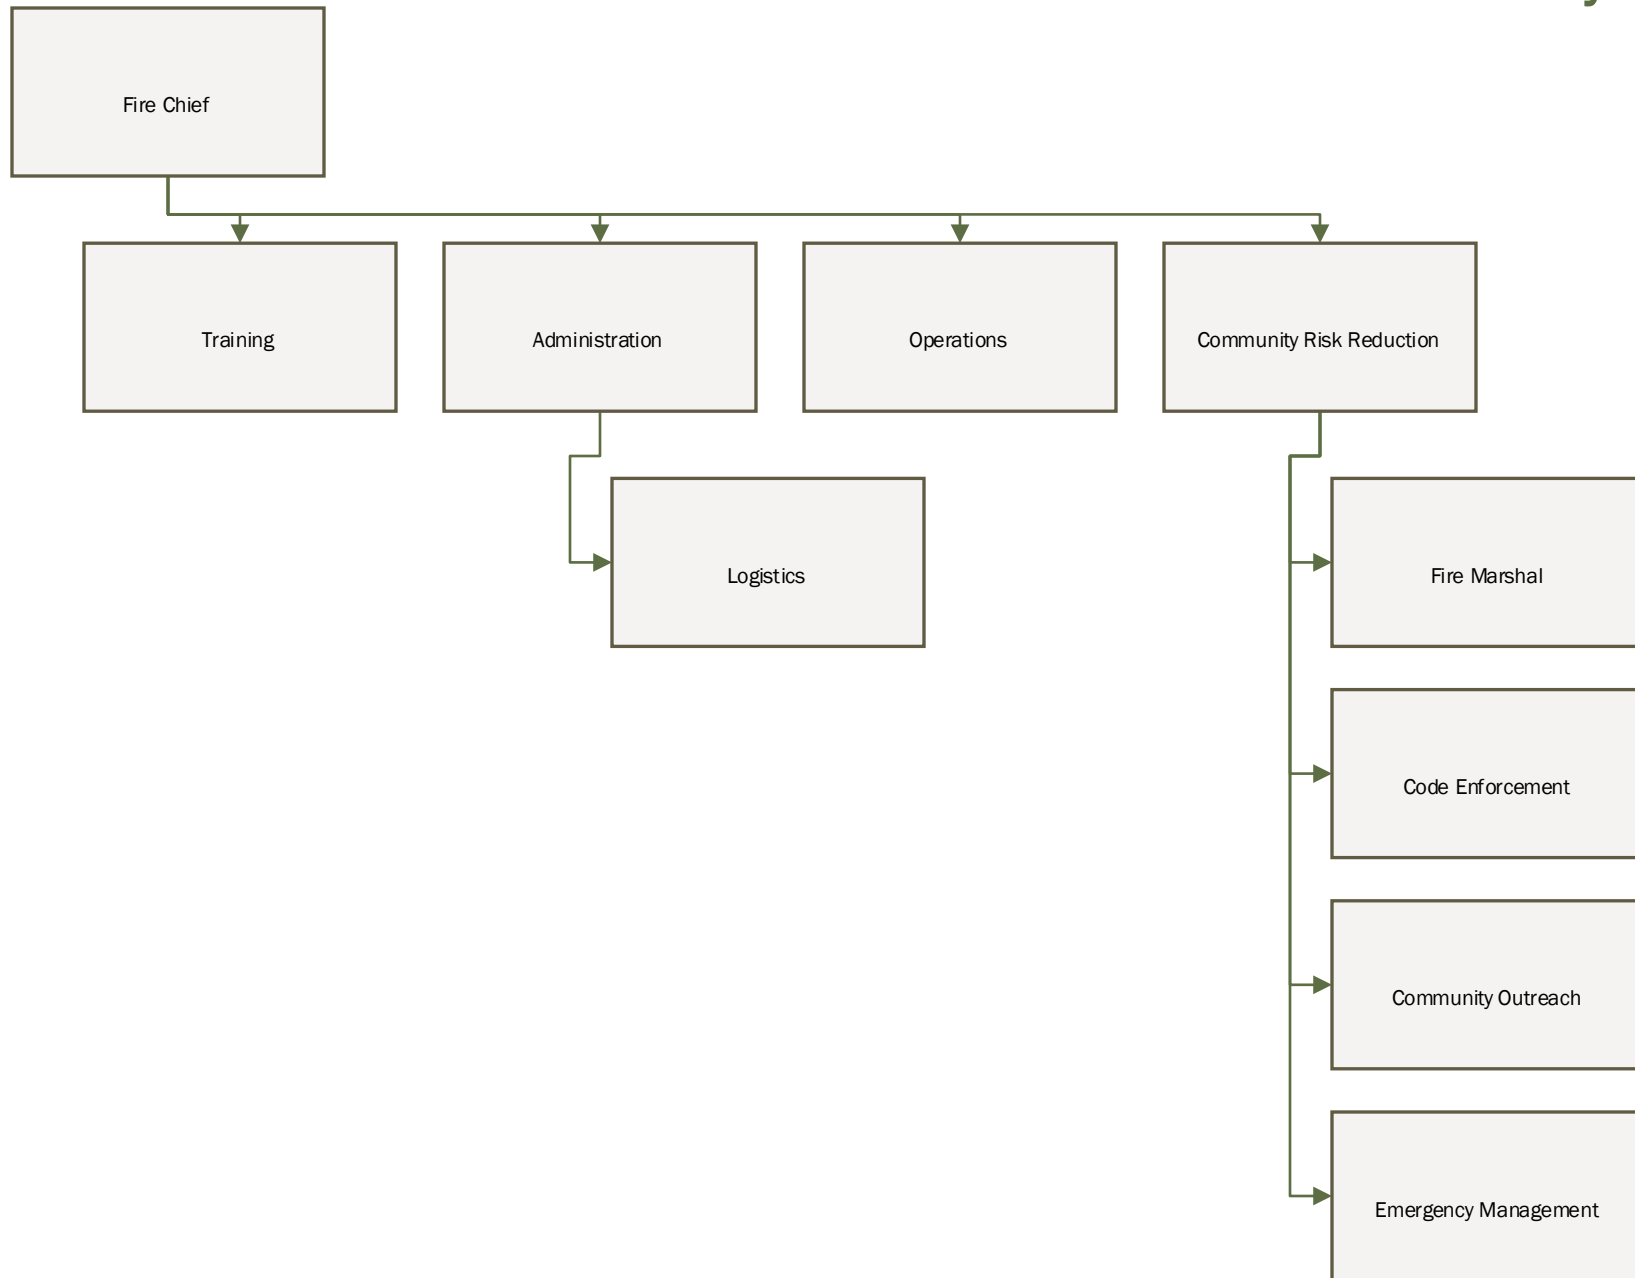 Fire Chief
Training
Administration
Operations
Community Risk Reduction
Logistics
Fire Marshal
Code Enforcement
Community Outreach
Emergency Management